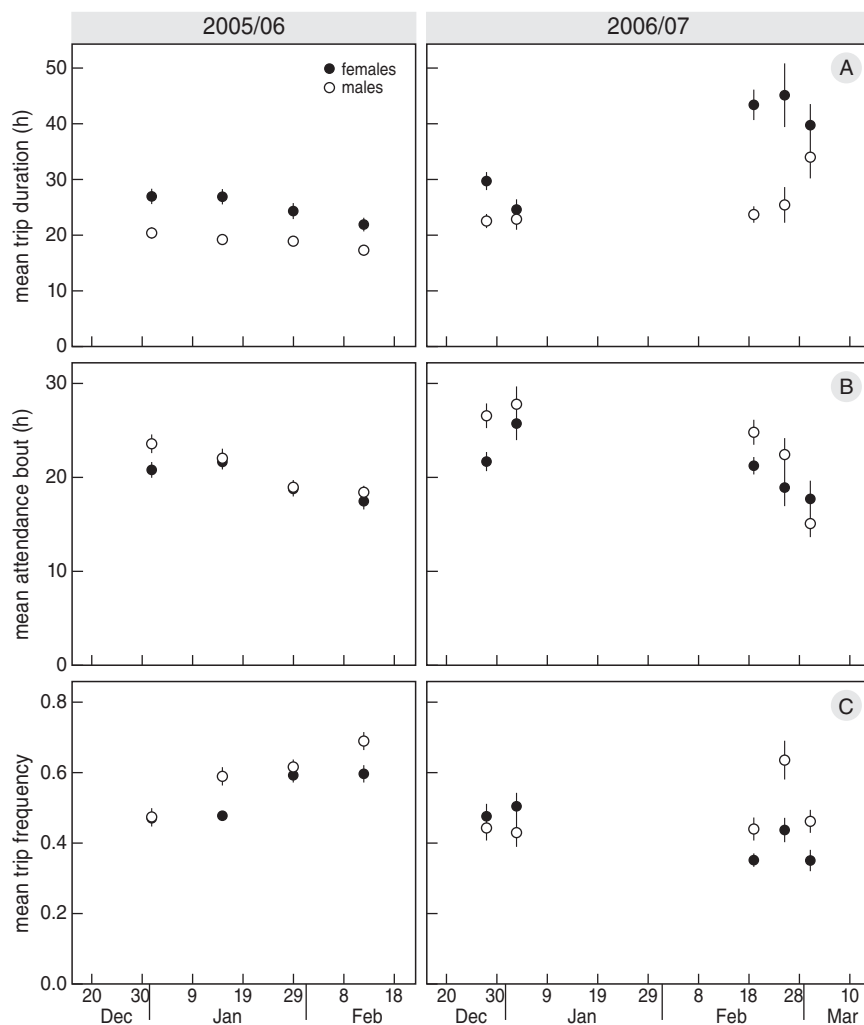 2005/06 2006/07
A
females
males
mean trip duration (h)
50
40
30
20
10
0
B
mean attendance bout (h)
30
20
10
0
C
mean trip frequency
0.8
0.6
0.4
0.2
0.0
20 30 9 19 29 8 18 20 30 9 19 29 8 18 28 10
Dec Jan Feb Dec Jan Feb Mar